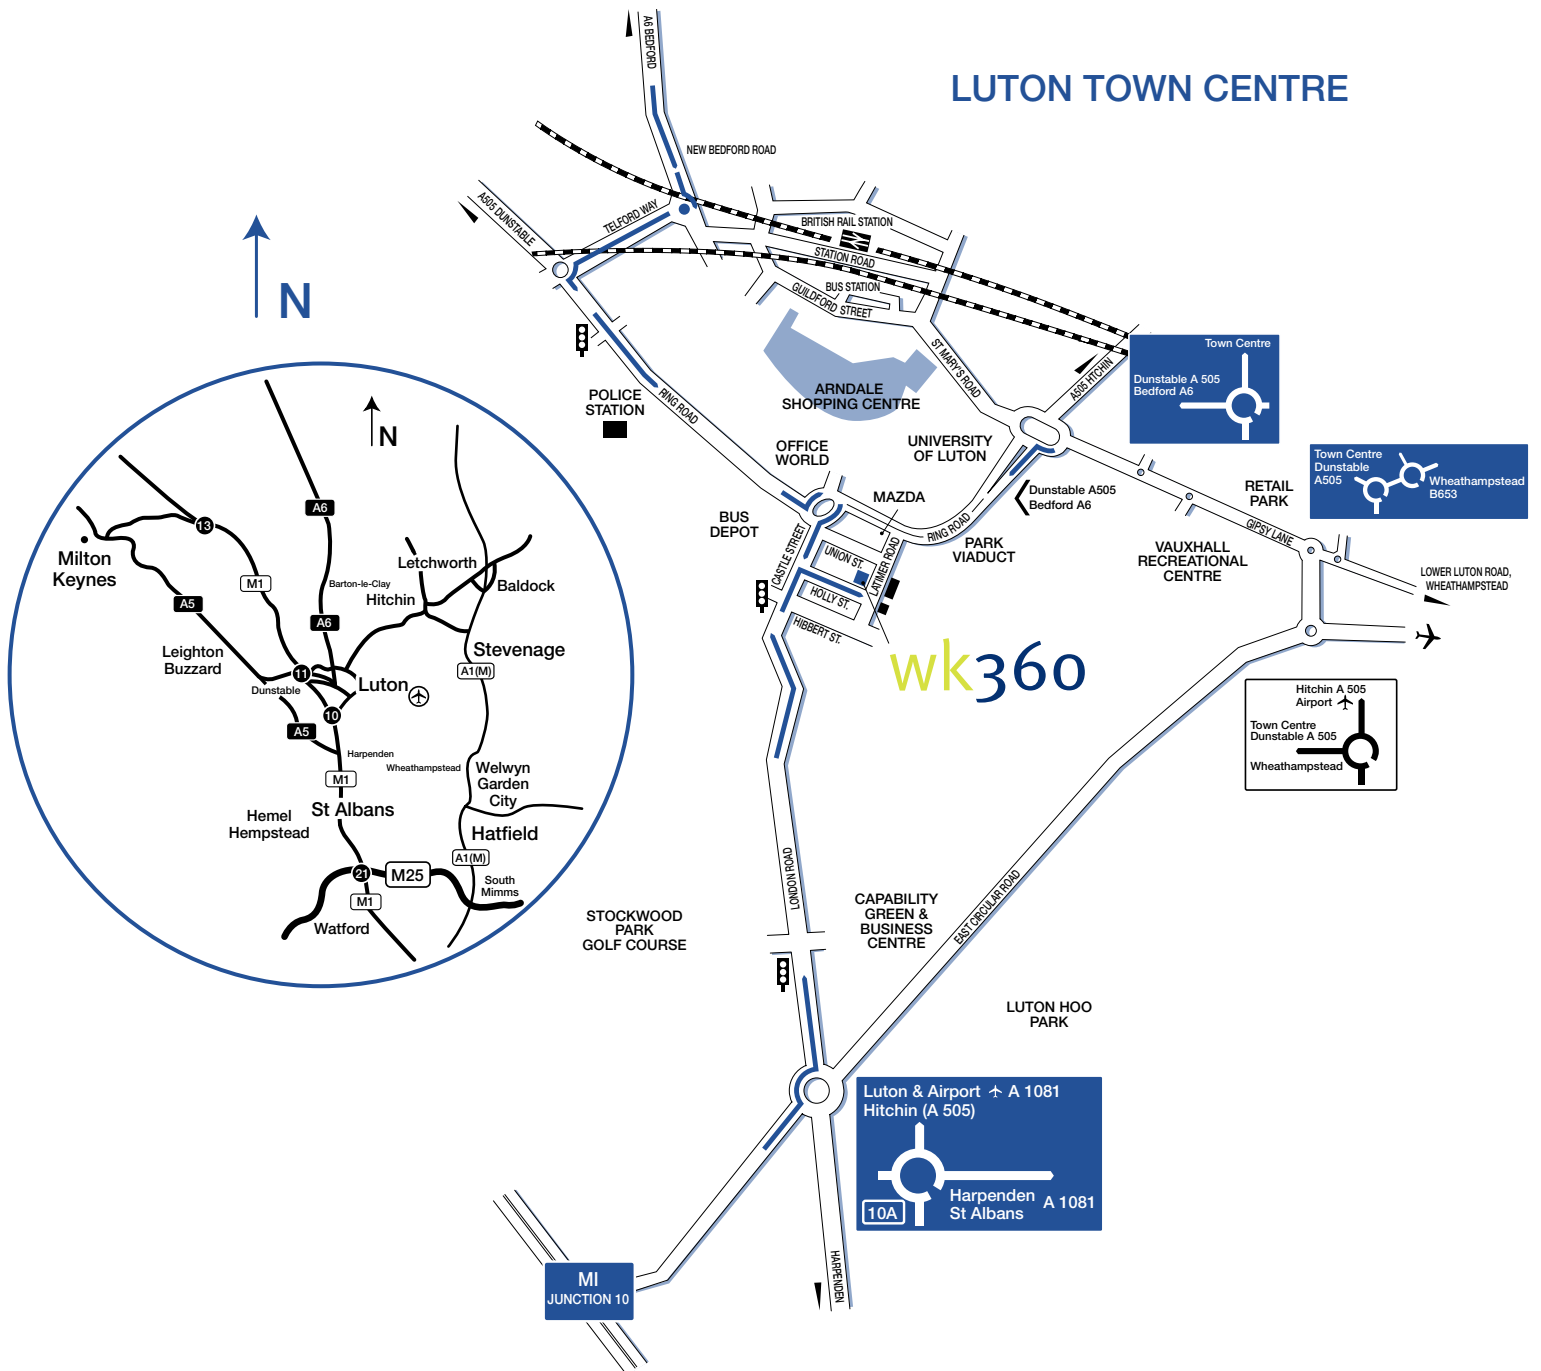 LUTON TOWN CENTRE
A6 BEDFORD
NEW BEDFORD ROAD
A505 DUNSTABLE
TELFORD WAY
BRITISH RAIL STATION
STATION ROAD
BUS STATION
GUILDFORD STREET
N
ST MARY'S ROAD
A505 HTCHIN
Town Centre
Dunstable A 505
Bedford A6
POLICE
STATION
RING ROAD
ARNDALE
SHOPPING CENTRE
OFFICE
WORLD
UNIVERSITY
OF LUTON
Town Centre
Dunstable
A505
Wheathampstead
B653
MAZDA
Dunstable A505
Bedford A6
RETAIL
PARK
BUS
DEPOT
RING ROAD
PARK
VIADUCT
GIPSY LANE
VAUXHALL
RECREATIONAL
CENTRE
CASTLE STREET
UNION ST.
LATIMER ROAD
HOLLY ST.
HIBBERT ST.
LOWER LUTON ROAD,
WHEATHAMPSTEAD
wk360
Hitchin A 505
Airport
Town Centre
Dunstable A 505
Wheathampstead
LONDON ROAD
CAPABILITY
GREEN &
BUSINESS
CENTRE
EAST CIRCULAR ROAD
STOCKWOOD
PARK
GOLF COURSE
LUTON HOO
PARK
Luton & Airport A 1081
Hitchin (A 505)
Harpenden
St Albans
A 1081
10A
HARPENDEN
MI
JUNCTION 10
N
A6
13
Milton
Keynes
M1
Letchworth
Barton-le-Clay
Baldock
Hitchin
A5
A6
Leighton
Buzzard
Stevenage
11
A1(M)
Dunstable
Luton
10
A5
Harpenden
Wheathampstead
M1
Welwyn
Garden
City
St Albans
Hemel
Hempstead
Hatfield
A1(M)
21
M25
South
Mimms
M1
Watford